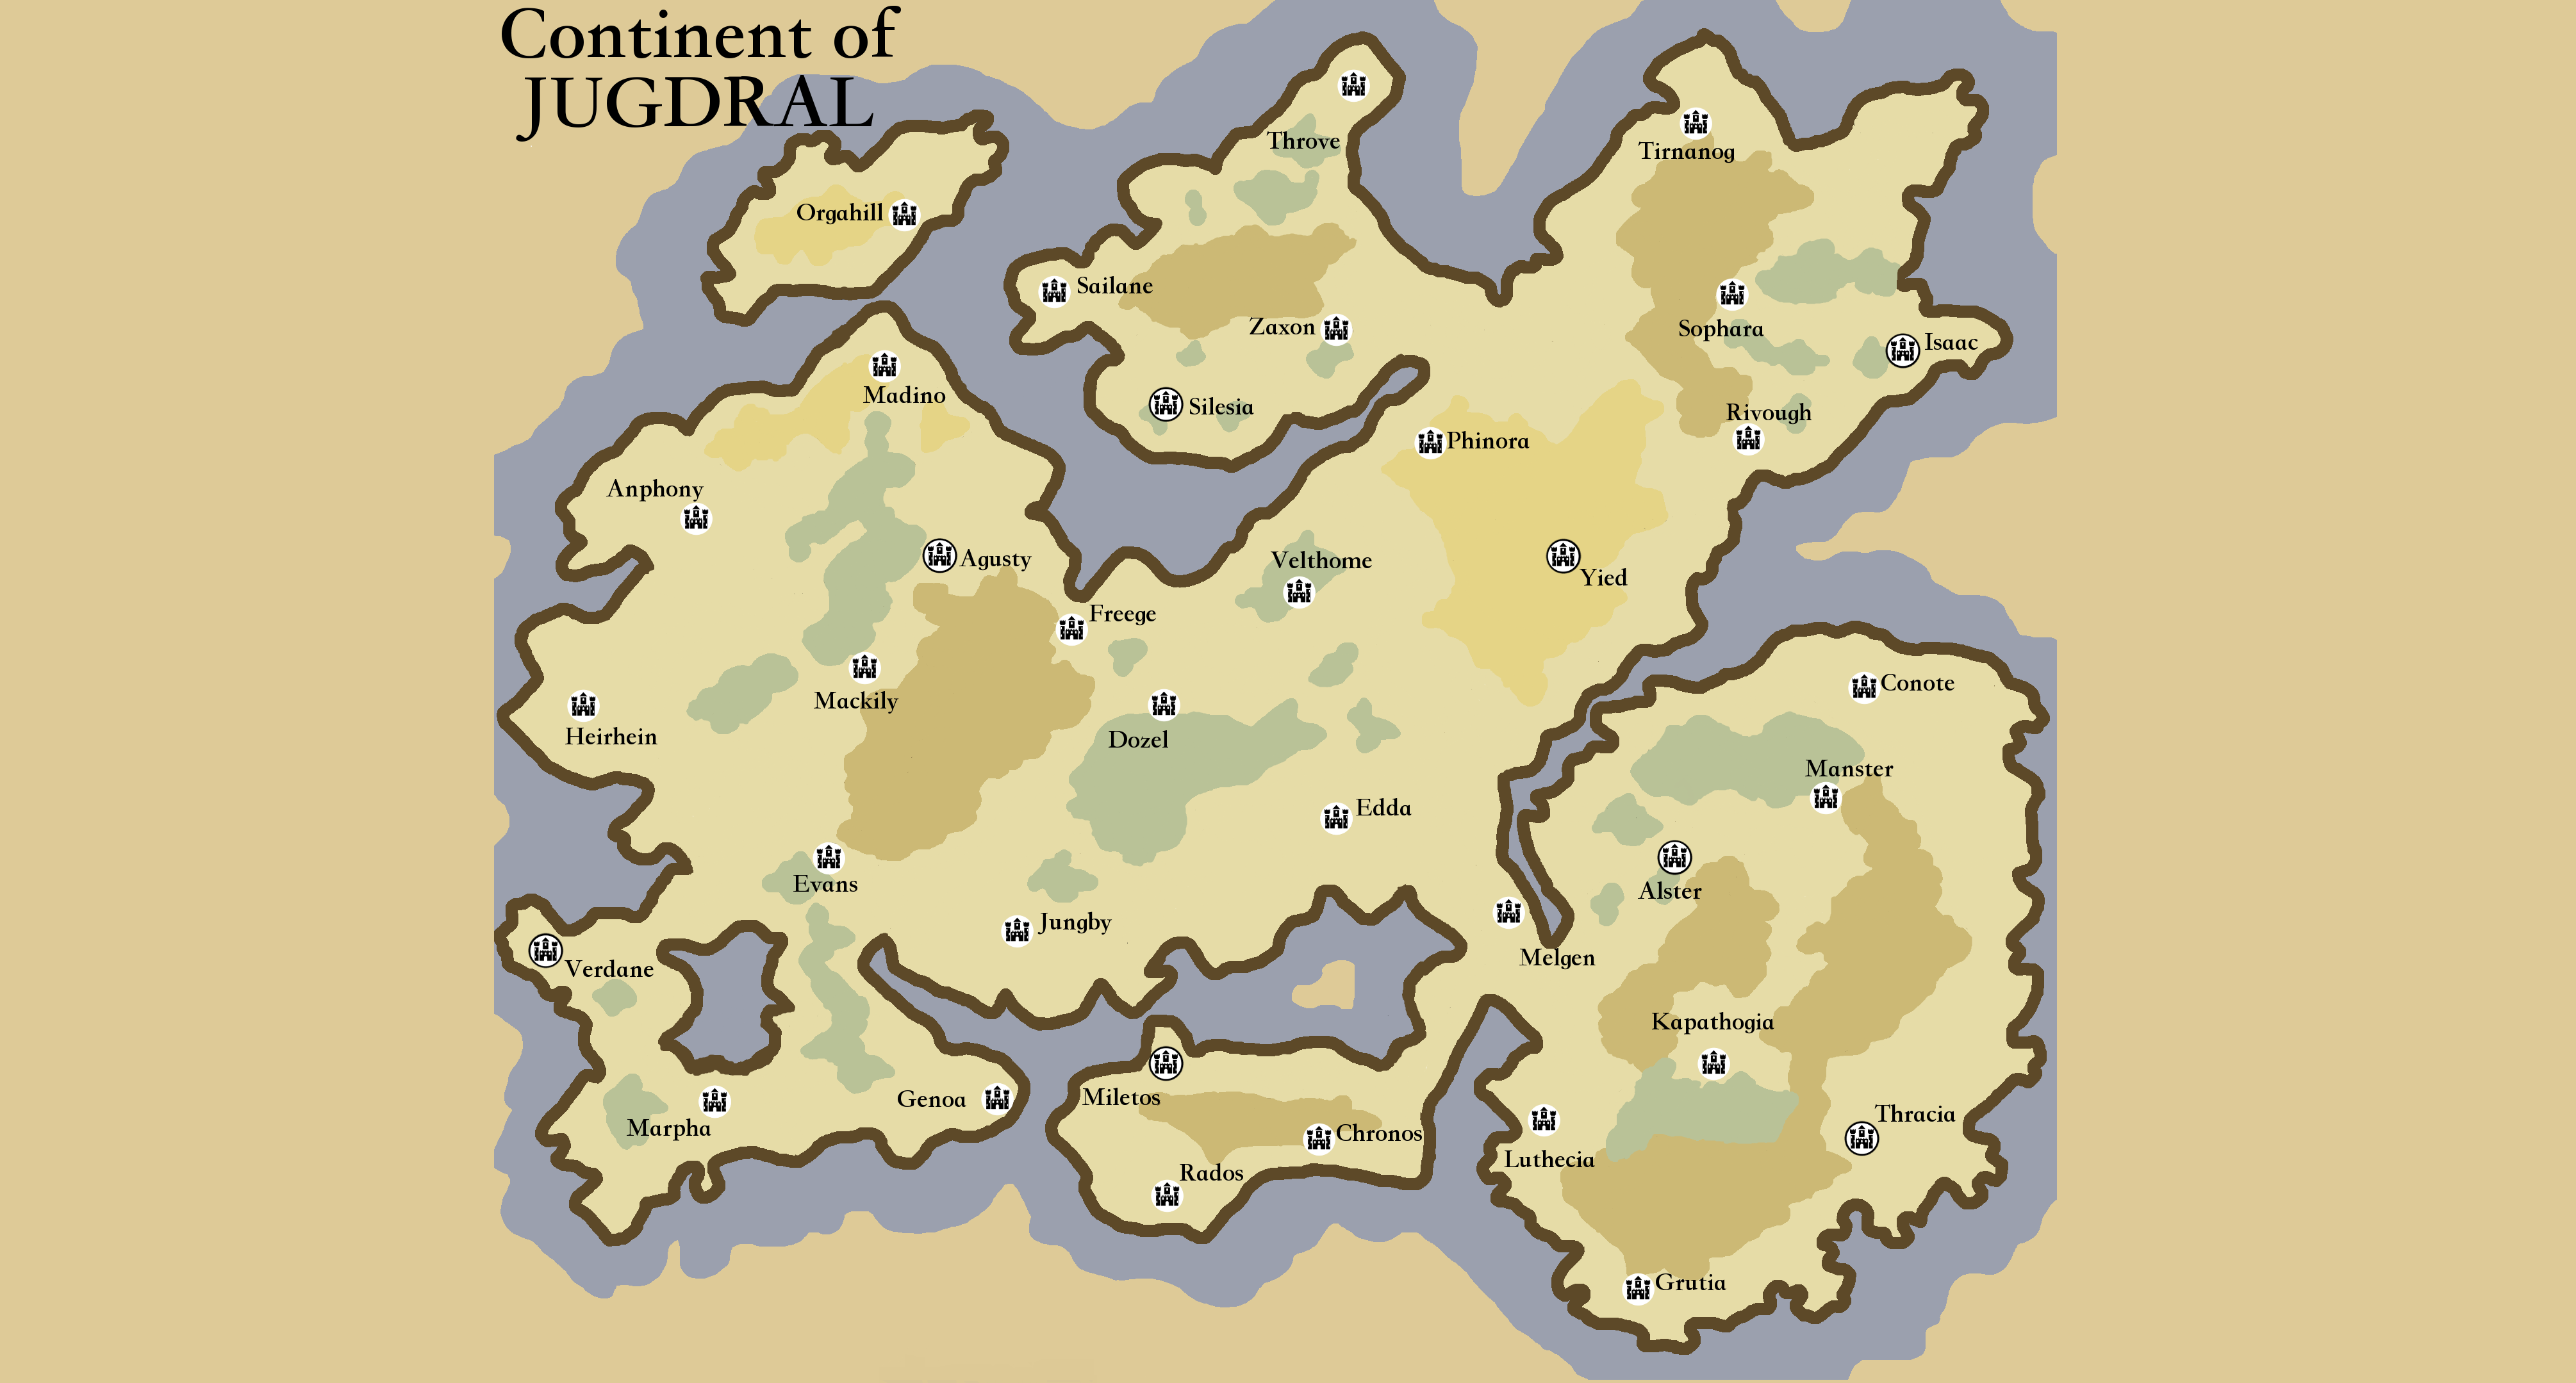 Continent of
JUGDRAL
Throve
Tirnanog
Orgahill
Sailane
Zaxon
Sophara
Isaac
Madino
Silesia
Rivough
Phinora
Anphony
Agusty
Velthome
Yied
Freege
Mackily
Heirhein
Dozel
Conote
Manster
Edda
Evans
Alster
Jungby
Melgen
Verdane
Kapathogia
Genoa
Miletos
Marpha
Chronos
Thracia
Luthecia
Rados
Grutia